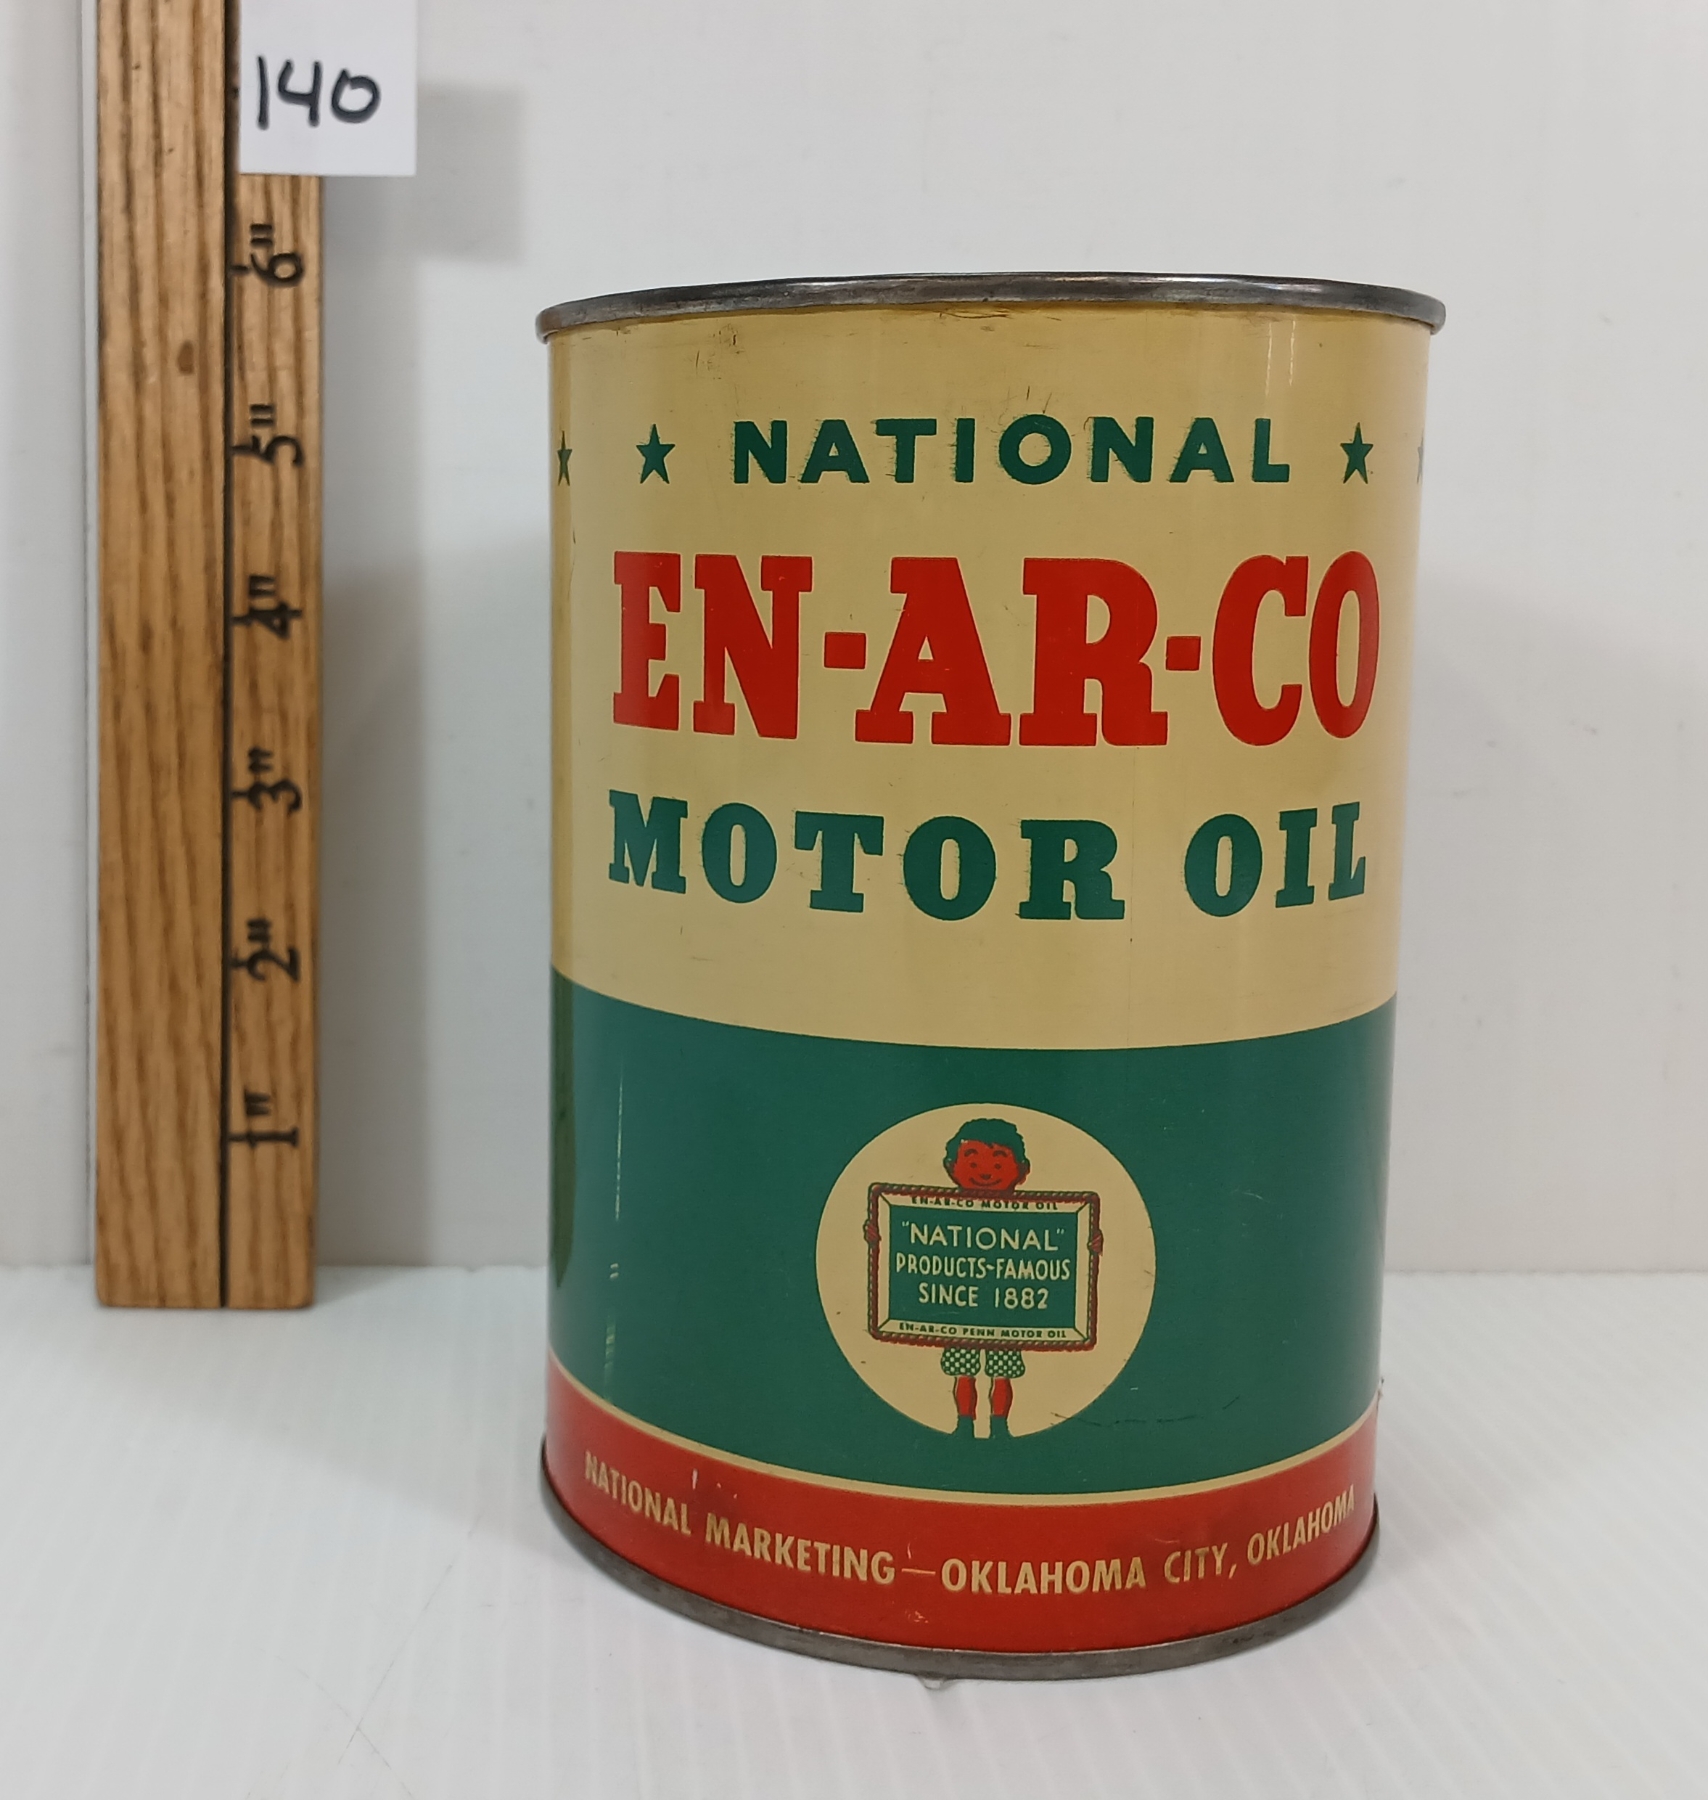 140
6"
5"
4"
3"
2"
1"
NATIONAL
EN-AR-CO
MOTOR OIL
EN-AR-CO MOTOR OIL
"NATIONAL"
PRODUCTS-FAMOUS
SINCE 1882
EN-AR-CO PENN MOTOR OIL
NATIONAL MARKETING — OKLAHOMA CITY, OKLAHOMA